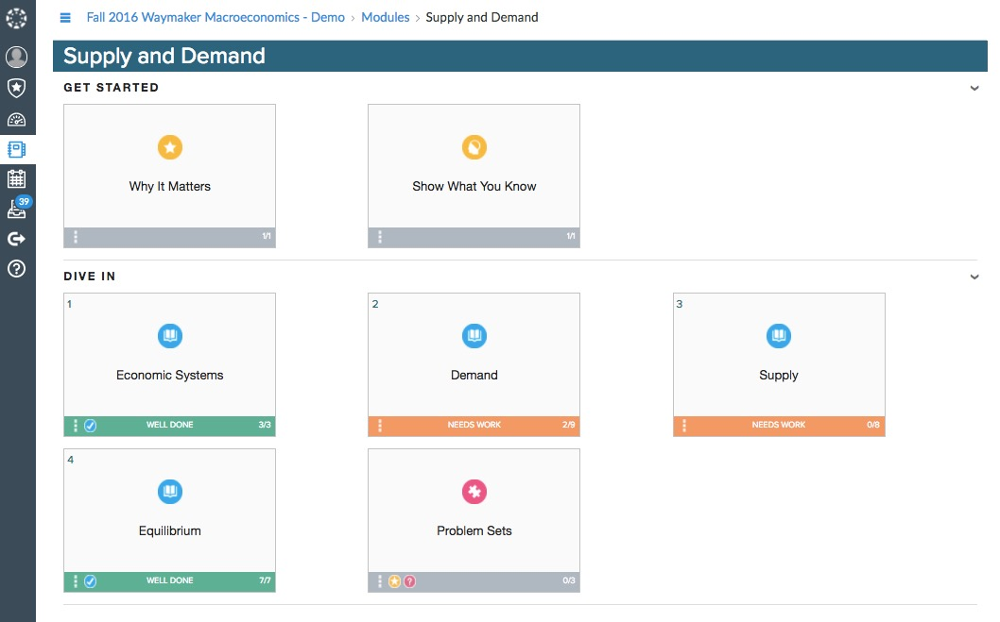 Fall 2016 Waymaker Macroeconomics - Demo › Modules › Supply and Demand
Supply and Demand
GET STARTED
Why It Matters
1/1
Show What You Know
1/1
39
DIVE IN
1
Economic Systems
WELL DONE 3/3
2
Demand
NEEDS WORK 2/9
3
Supply
NEEDS WORK 0/8
4
Equilibrium
WELL DONE 7/7
Problem Sets
? 0/3
?